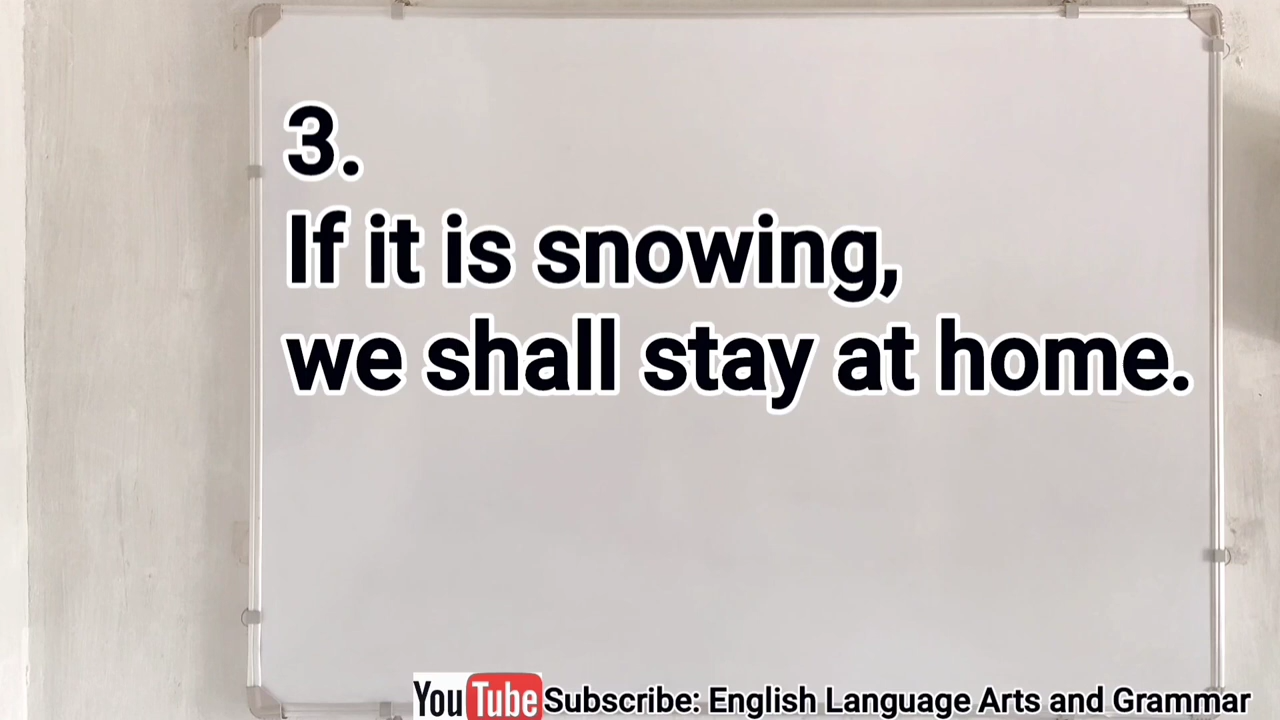 3.
If it is snowing,
we shall stay at home.
YouTube Subscribe: English Language Arts and Grammar